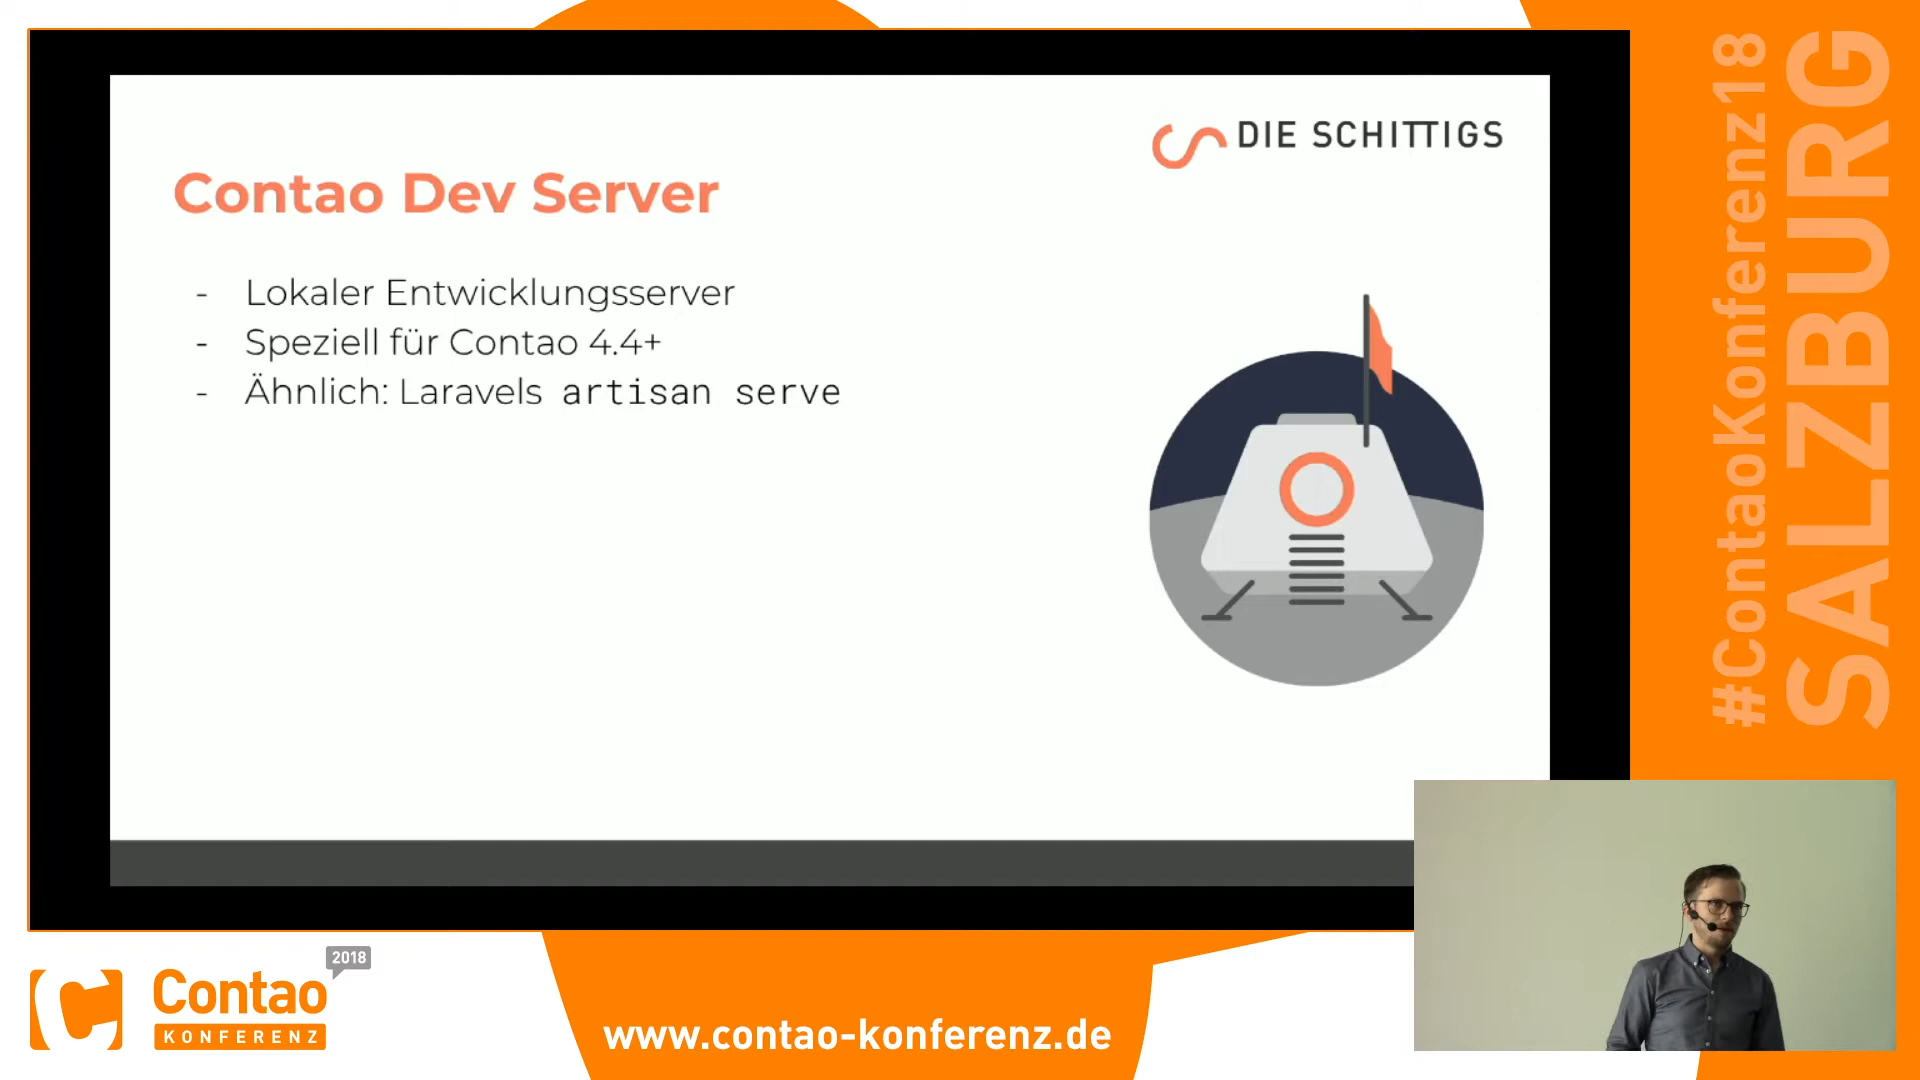 DIE SCHITTIGS
Contao Dev Server
- Lokaler Entwicklungsserver
- Speziell für Contao 4.4+
- Ähnlich: Laravels artisan serve
#ContaoKonferenz18
SALZBURG
2018
Contao
KONFERENZ
www.contao-konferenz.de